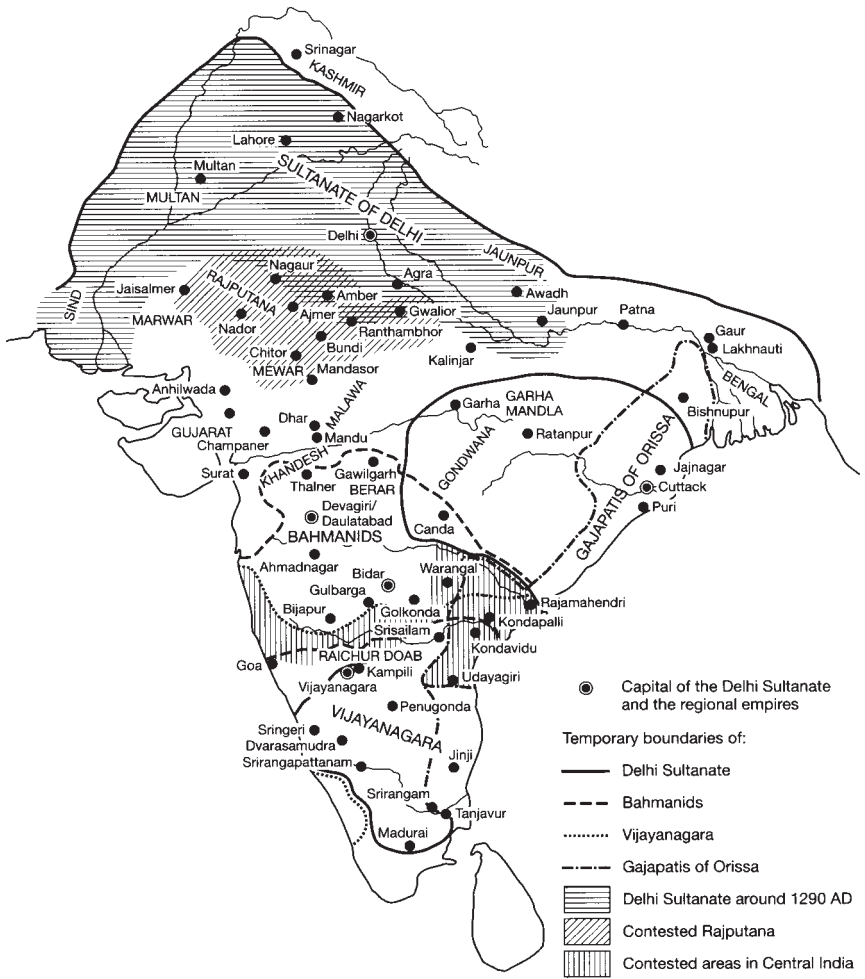 Srinagar
KASHMIR
Nagarkot
Lahore
Multan
MULTAN
SULTANATE OF DELHI
Delhi
JAUNPUR
Nagaur
Agra
RAJPUTANA
Jaisalmer
Amber
Awadh
SIND
MARWAR
Ajmer
Gwalior
Jaunpur
Patna
Nador
Ranthambhor
Gaur
Bundi
Lakhnauti
Chitor
Kalinjar
MEWAR
Mandasor
BENGAL
Anhilwada
MALAWA
Garha
GARHA
MANDLA
Bishnupur
Dhar
GUJARAT
Champaner
Mandu
Ratanpur
GONDWANA
KHANDESH
Gawilgarh
Surat
Thalner
BERAR
Jajnagar
GAJAPATIS OF ORISSA
Cuttack
Devagiri/
Daulatabad
Canda
Puri
BAHMANIDS
Ahmadnagar
Warangal
Bidar
Gulbarga
Rajamahendri
Bijapur
Golkonda
Kondapalli
Srisailam
Kondavidu
RAICHUR DOAB
Goa
Kampili
Udayagiri
Vijayanagara
Penugonda
VIJAYANAGARA
Sringeri
Dvarasamudra
Srirangapattanam
Jinji
Srirangam
Tanjavur
Madurai
Capital of the Delhi Sultanate
and the regional empires
Temporary boundaries of:
Delhi Sultanate
Bahmanids
Vijayanagara
Gajapatis of Orissa
Delhi Sultanate around 1290 AD
Contested Rajputana
Contested areas in Central India